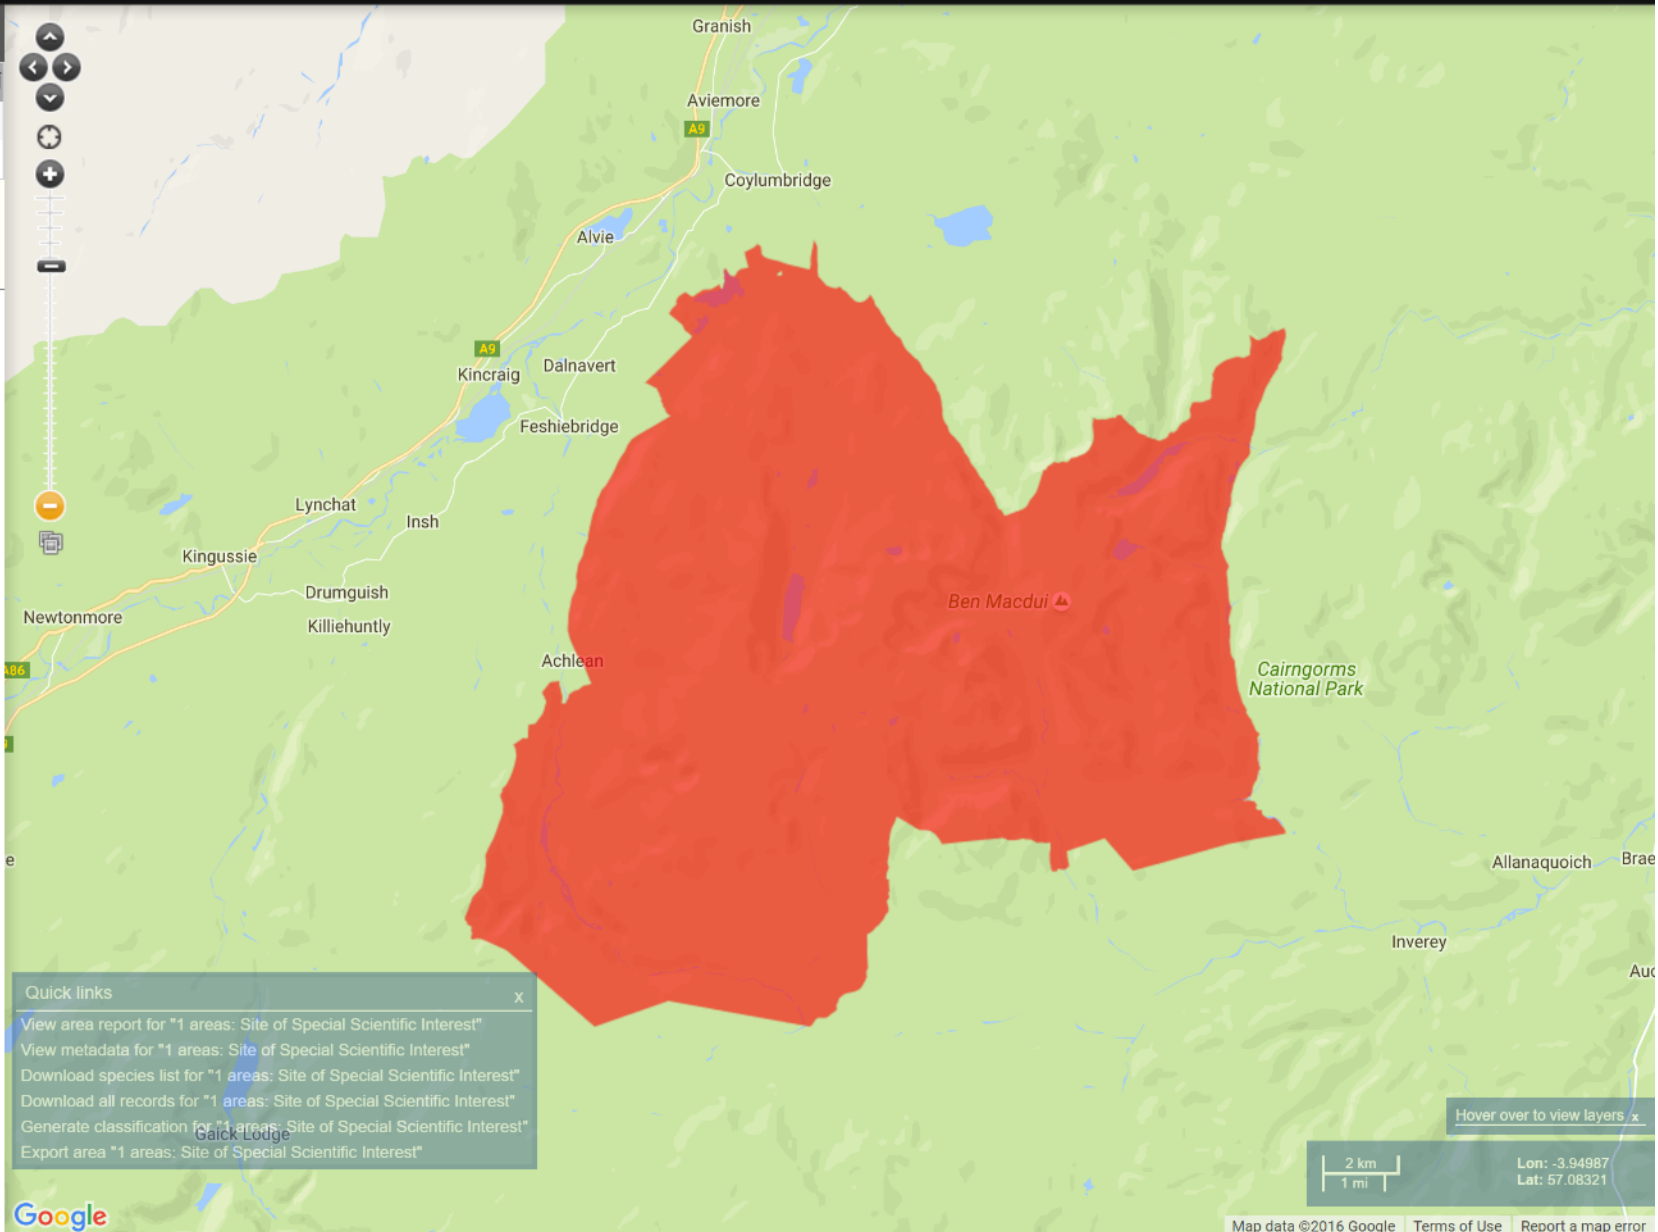 Granish
Aviemore
A9
Coylumbridge
Alvie
A9
Kincraig
Dalnavert
Feshiebridge
Lynchat
Insh
Kingussie
Drumguish
Newtonmore
Killiehuntly
A86
Achlean
Ben Macdui
Cairngorms
National Park
e
Allanaquoich
Brae
Inverey
Auc
Quick links
x
View area report for "1 areas: Site of Special Scientific Interest"
View metadata for "1 areas: Site of Special Scientific Interest"
Download species list for "1 areas: Site of Special Scientific Interest"
Download all records for "1 areas: Site of Special Scientific Interest"
Generate classification for "1 areas: Site of Special Scientific Interest"
Gaick Lodge
Export area "1 areas: Site of Special Scientific Interest"
Hover over to view layers x
2 km
1 mi
Lon: -3.94987
Lat: 57.08321
Google
Map data ©2016 Google
Terms of Use
Report a map error